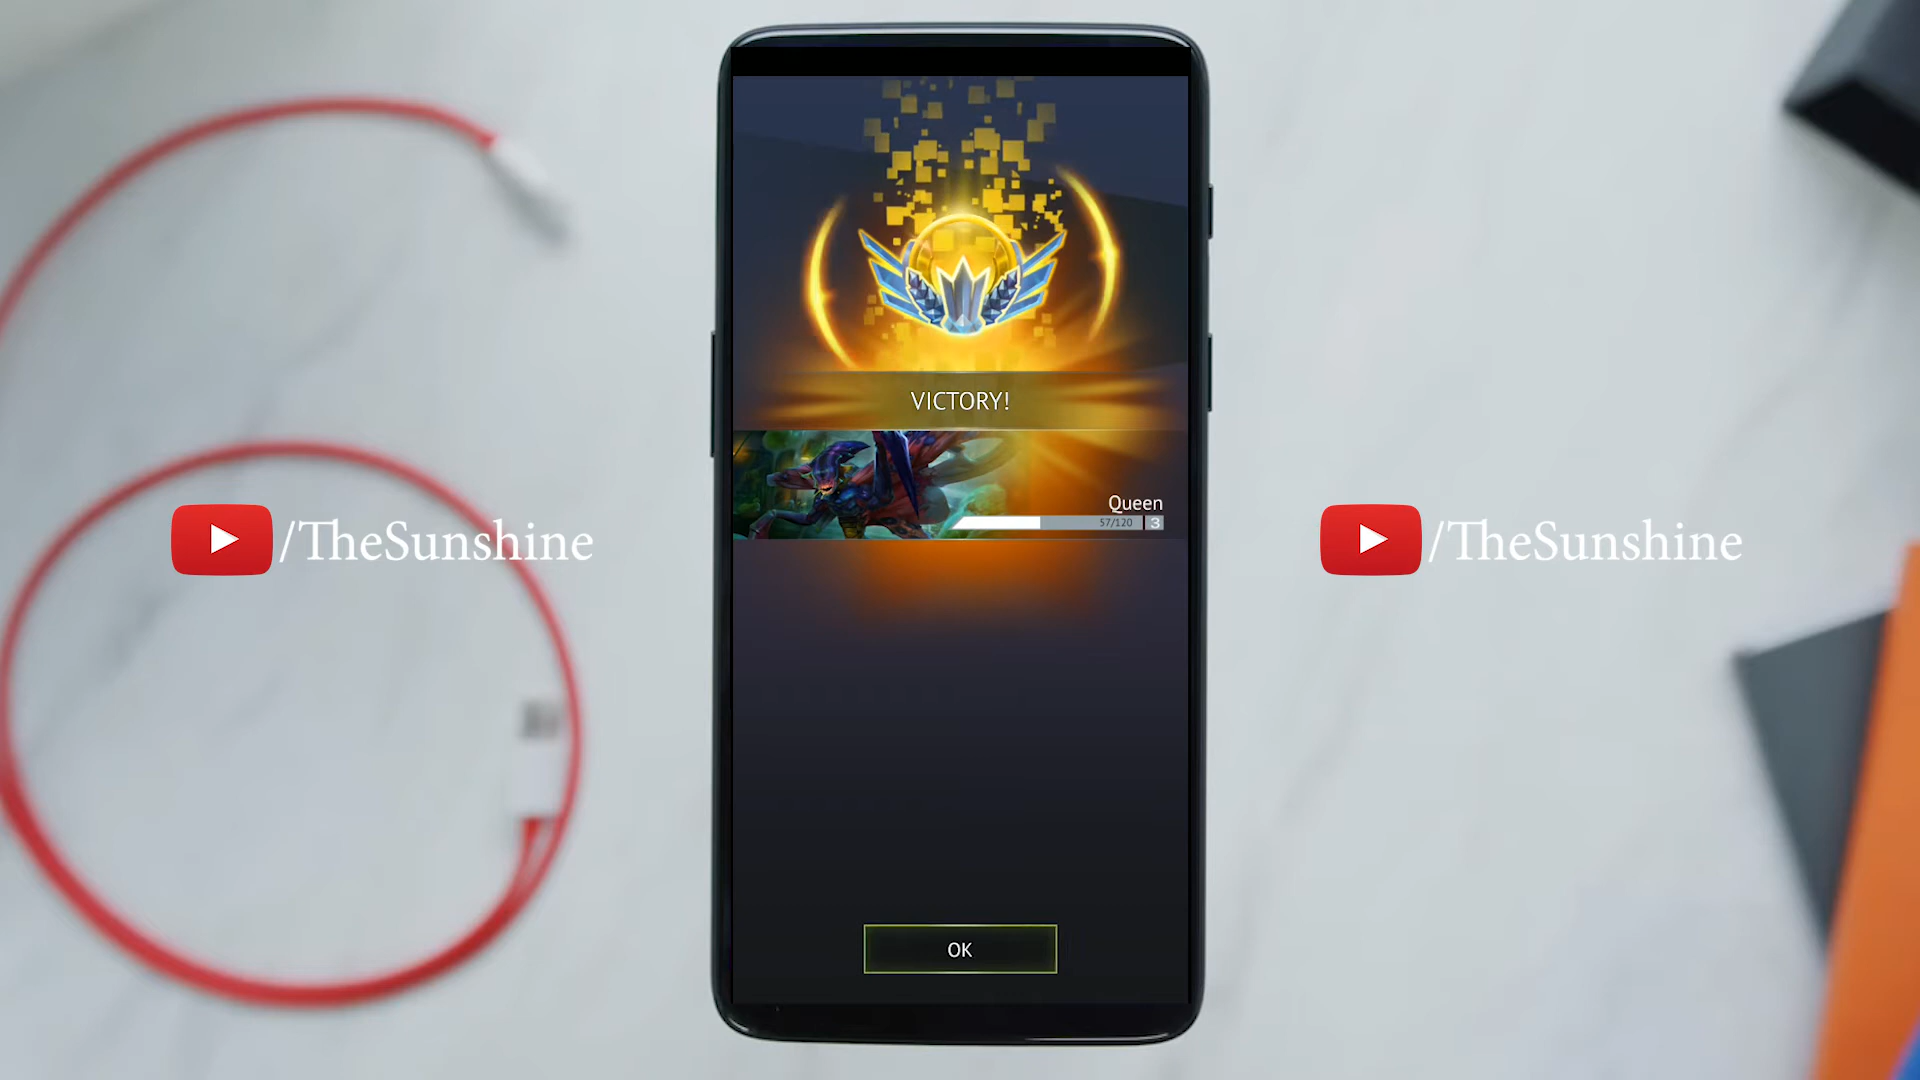 VICTORY!
Queen
57/120 3
/TheSunshine
/TheSunshine
OK